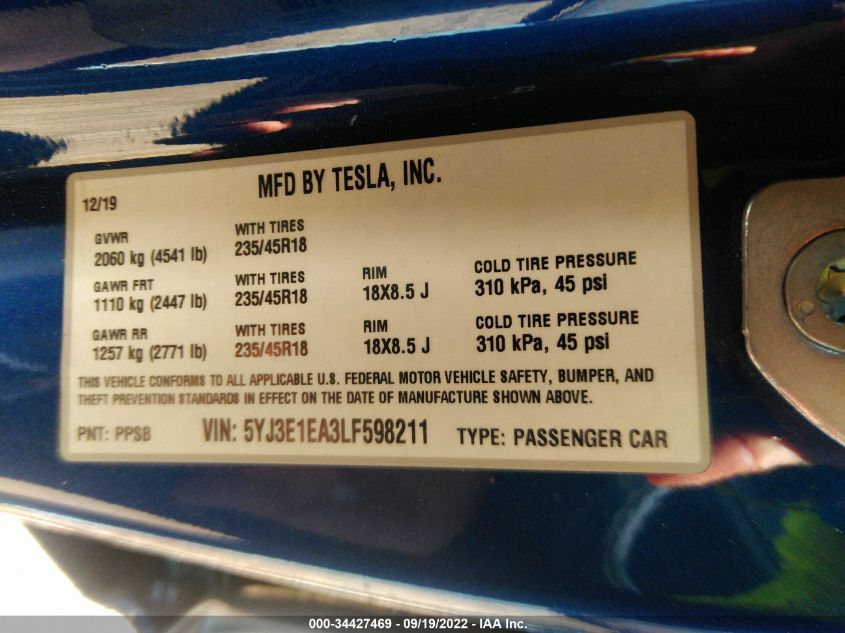 MFD BY TESLA, INC.
12/19
GVWR WITH TIRES
2060 kg (4541 lb) 235/45R18
GAWR FRT WITH TIRES RIM COLD TIRE PRESSURE
1110 kg (2447 lb) 235/45R18 18X8.5 J 310 kPa, 45 psi
GAWR RR WITH TIRES RIM COLD TIRE PRESSURE
1257 kg (2771 lb) 235/45R18 18X8.5 J 310 kPa, 45 psi
THIS VEHICLE CONFORMS TO ALL APPLICABLE U.S. FEDERAL MOTOR VEHICLE SAFETY, BUMPER, AND
THEFT PREVENTION STANDARDS IN EFFECT ON THE DATE OF MANUFACTURE SHOWN ABOVE.
PNT: PPSB VIN: 5YJ3E1EA3LF598211 TYPE: PASSENGER CAR
000-34427469 - 09/19/2022 - IAA Inc.